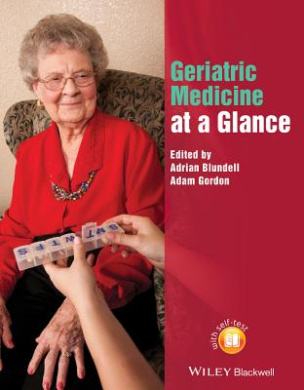 Geriatric
Medicine
at a Glance
Edited by
Adrian Blundell
Adam Gordon
with self-test
WILEY Blackwell